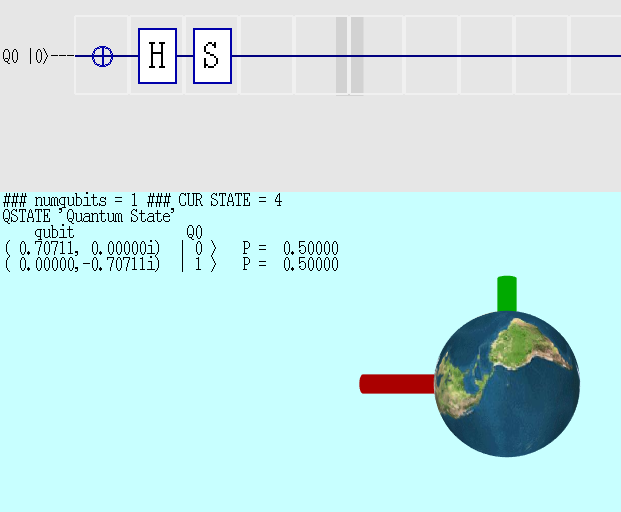 Q0 |0⟩---
H S
### numqubits = 1 ### CUR STATE = 4
QSTATE 'Quantum State'
qubit Q0
( 0.70711, 0.00000i) | 0 ⟩ P = 0.50000
( 0.00000,-0.70711i) | 1 ⟩ P = 0.50000